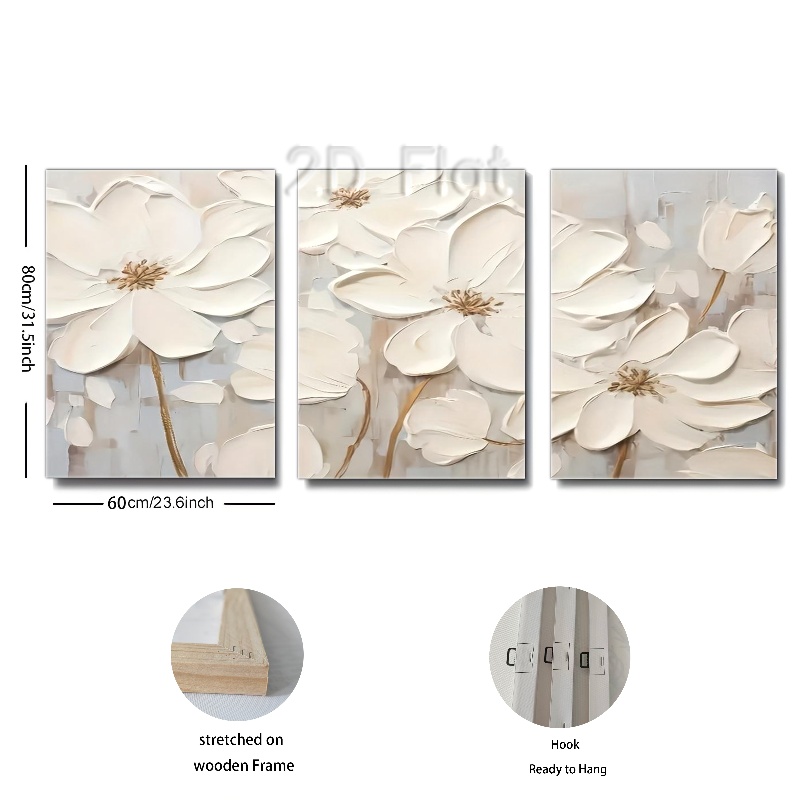 2D Flat
80cm/31.5inch
60cm/23.6inch
stretched on
wooden Frame
Hook
Ready to Hang